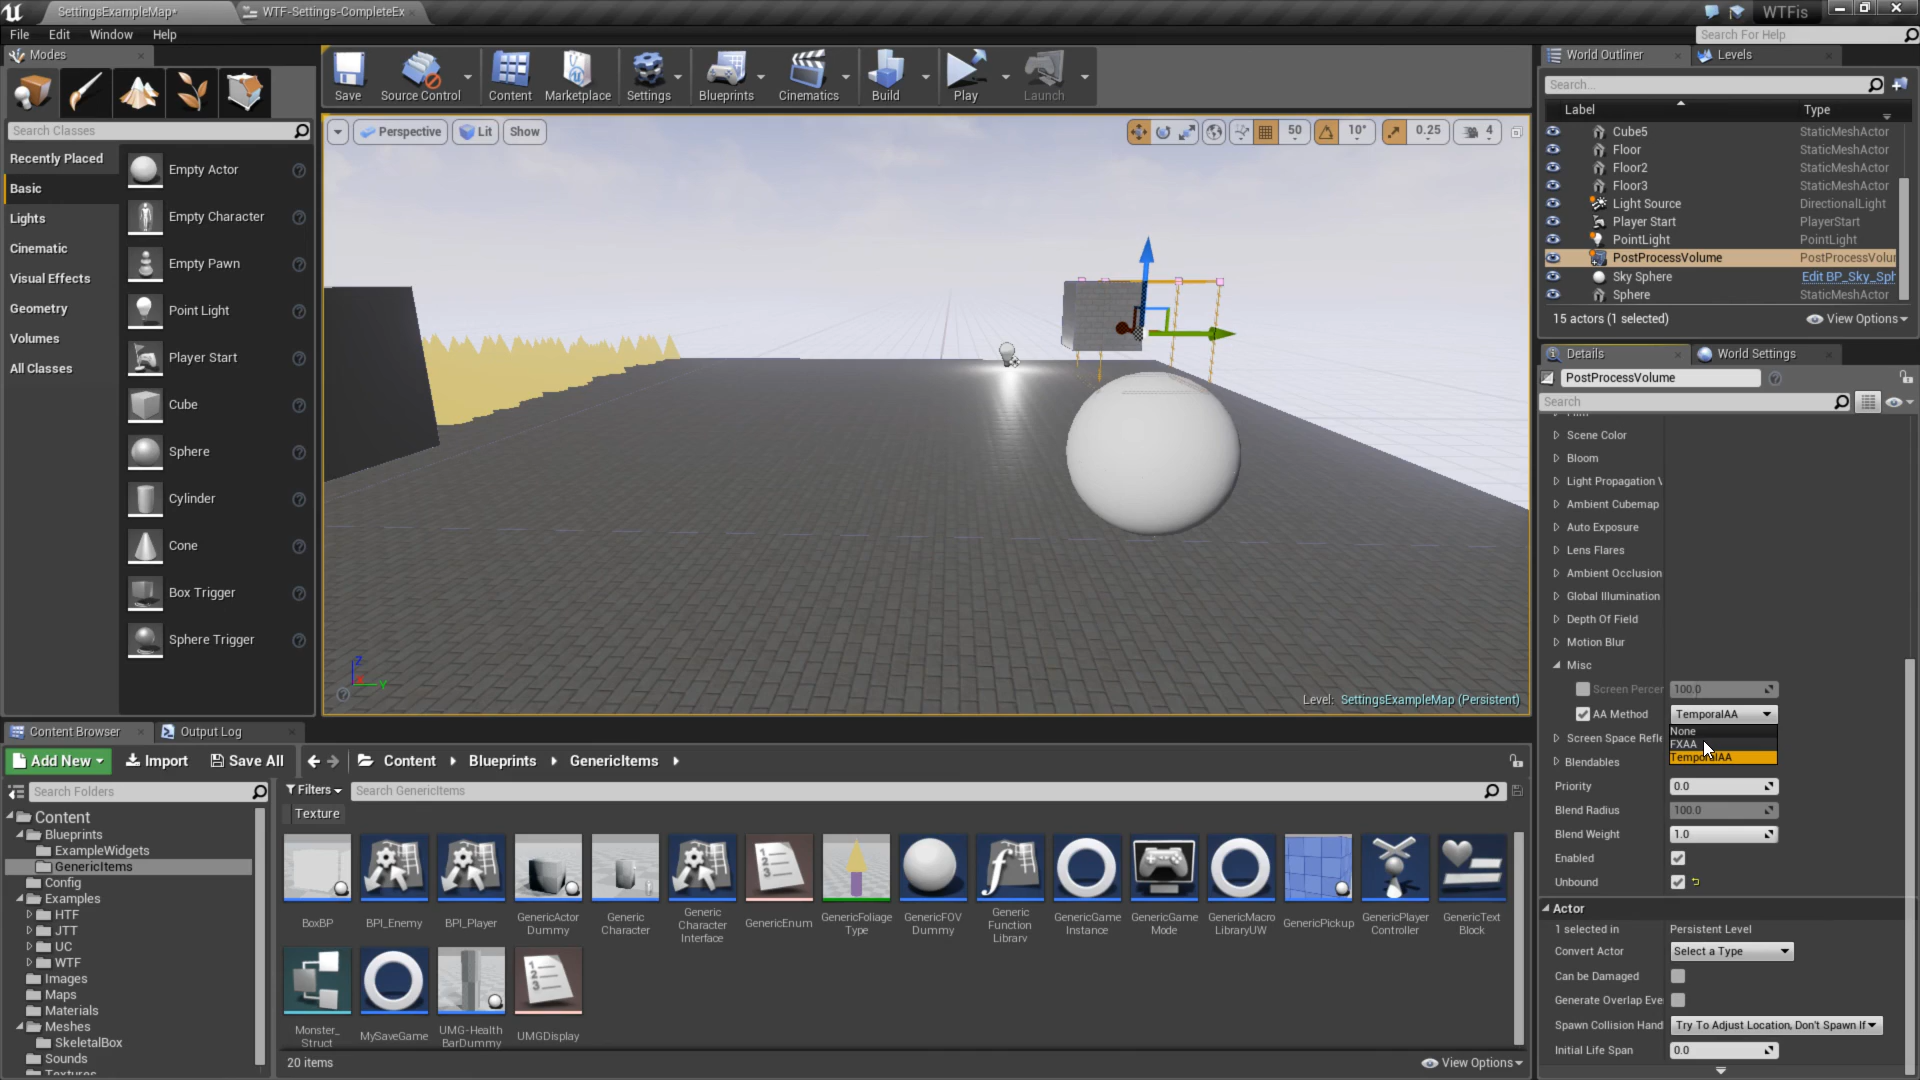 SettingsExampleMap*
WTF-Settings-CompleteEx
WTFis
File Edit Window Help
Search For Help
Modes
Search Classes
Recently Placed
Basic
Lights
Cinematic
Visual Effects
Geometry
Volumes
All Classes
Empty Actor
Empty Character
Empty Pawn
Point Light
Player Start
Cube
Sphere
Cylinder
Cone
Box Trigger
Sphere Trigger
Save
Source Control
Content
Marketplace
Settings
Blueprints
Cinematics
Build
Play
Launch
Perspective
Lit
Show
50
10°
0.25
4
Z
Y
Level: SettingsExampleMap (Persistent)
World Outliner
Levels
Search...
Label Type
Cube5 StaticMeshActor
Floor StaticMeshActor
Floor2 StaticMeshActor
Floor3 StaticMeshActor
Light Source DirectionalLight
Player Start PlayerStart
PointLight PointLight
PostProcessVolume PostProcessVolur
Sky Sphere Edit BP_Sky_Sph
Sphere StaticMeshActor
15 actors (1 selected)
View Options
Details
World Settings
PostProcessVolume
Search
Scene Color
Bloom
Light Propagation V
Ambient Cubemap
Auto Exposure
Lens Flares
Ambient Occlusion
Global Illumination
Depth Of Field
Motion Blur
Misc
Screen Percer 100.0
AA Method TemporalAA
None
FXAA
TemporalAA
Screen Space Refle
Blendables
Priority 0.0
Blend Radius 100.0
Blend Weight 1.0
Enabled
Unbound
Actor
1 selected in Persistent Level
Convert Actor Select a Type
Can be Damaged
Generate Overlap Eve
Spawn Collision Hand Try To Adjust Location, Don't Spawn If
Initial Life Span 0.0
Content Browser
Output Log
Add New
Import
Save All
Content
Blueprints
GenericItems
Search Folders
Filters
Search GenericItems
Texture
Content
Blueprints
ExampleWidgets
GenericItems
Config
Examples
HTF
JTT
UC
WTF
Images
Maps
Materials
Meshes
SkeletalBox
Sounds
Textures
BoxBP
BPI_Enemy
BPI_Player
GenericActor
Dummy
Generic
Character
Generic
Character
Interface
GenericEnum
GenericFoliage
Type
GenericFOV
Dummy
Generic
Function
Library
GenericGame
Instance
GenericGame
Mode
GenericMacro
LibraryUW
GenericPickup
GenericPlayer
Controller
GenericText
Block
Monster_
Struct
MySaveGame
UMG-Health
BarDummy
UMGDisplay
20 items
View Options